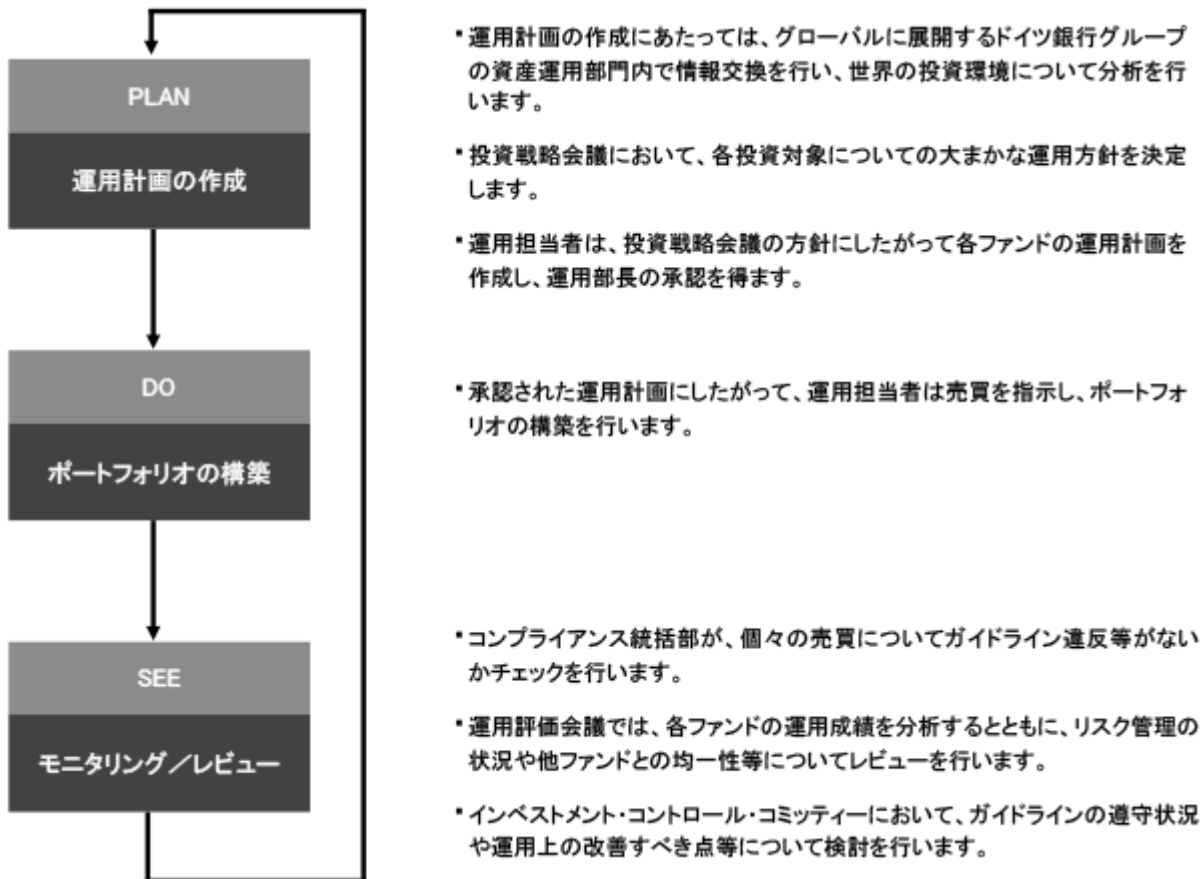 PLAN
運用計画の作成
▪運用計画の作成にあたっては、グローバルに展開するドイツ銀行グループ
の資産運用部門内で情報交換を行い、世界の投資環境について分析を行
います。
▪投資戦略会議において、各投資対象についての大まかな運用方針を決定
します。
▪運用担当者は、投資戦略会議の方針にしたがって各ファンドの運用計画を
作成し、運用部長の承認を得ます。
DO
ポートフォリオの構築
▪承認された運用計画にしたがって、運用担当者は売買を指示し、ポートフォ
リオの構築を行います。
SEE
モニタリング／レビュー
▪コンプライアンス統括部が、個々の売買についてガイドライン違反等がない
かチェックを行います。
▪運用評価会議では、各ファンドの運用成績を分析するとともに、リスク管理の
状況や他ファンドとの均一性等についてレビューを行います。
▪インベストメント・コントロール・コミッティーにおいて、ガイドラインの遵守状況
や運用上の改善すべき点等について検討を行います。